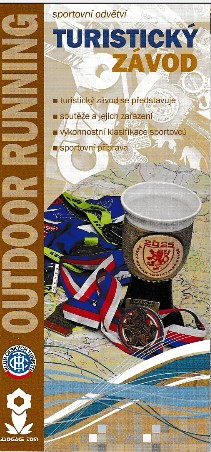 sportovní odvětví
TURISTICKÝ
ZÁVOD
turistický závod se představuje
soutěže a jejich zařazení
výkonnostní klasifikace sportovců
sportovní příprava
OUTDOOR RUNNING